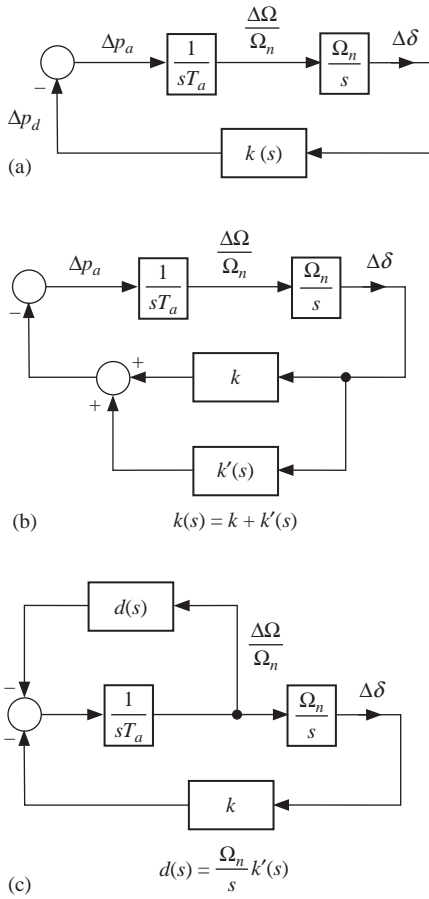 Δp_a
1/(sT_a)
ΔΩ/Ω_n
Ω_n/s
Δδ
−
Δp_d
k (s)
(a)
Δp_a
1/(sT_a)
ΔΩ/Ω_n
Ω_n/s
Δδ
−
+
k
+
k′(s)
(b)
k(s) = k + k′(s)
d(s)
ΔΩ/Ω_n
−
1/(sT_a)
Ω_n/s
Δδ
−
k
d(s) = Ω_n/s k′(s)
(c)